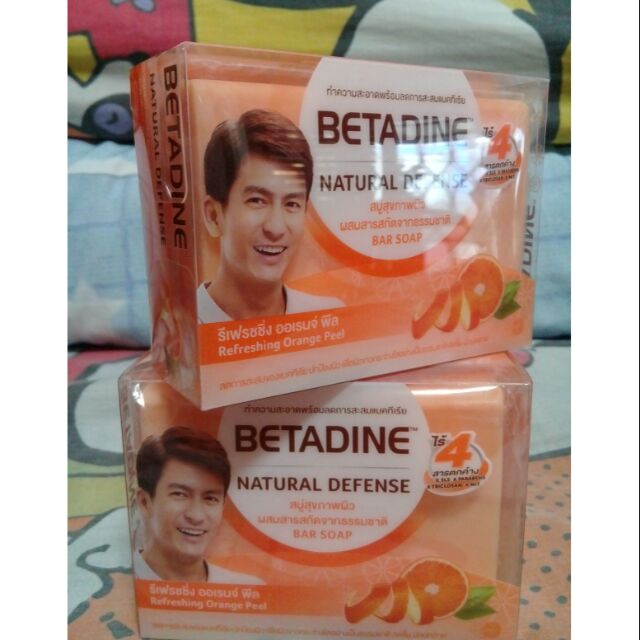 BETADINE
NATURAL DEFENSE
ทำความสะอาดพร้อมลดการสะสมแบคทีเรีย
BETADINE™
NATURAL DEFENSE
สบู่สุขภาพผิว
ผสมสารสกัดจากธรรมชาติ
BAR SOAP
ไร้ 4
สารตกค้าง
รีเฟรชชิ่ง ออเรนจ์ พีล
Refreshing Orange Peel
ทำความสะอาดพร้อมลดการสะสมแบคทีเรีย
BETADINE™
NATURAL DEFENSE
สบู่สุขภาพผิว
ผสมสารสกัดจากธรรมชาติ
BAR SOAP
ไร้ 4
สารตกค้าง
X SLS X PARABENS
X TRICLOSAN X MIT
รีเฟรชชิ่ง ออเรนจ์ พีล
Refreshing Orange Peel